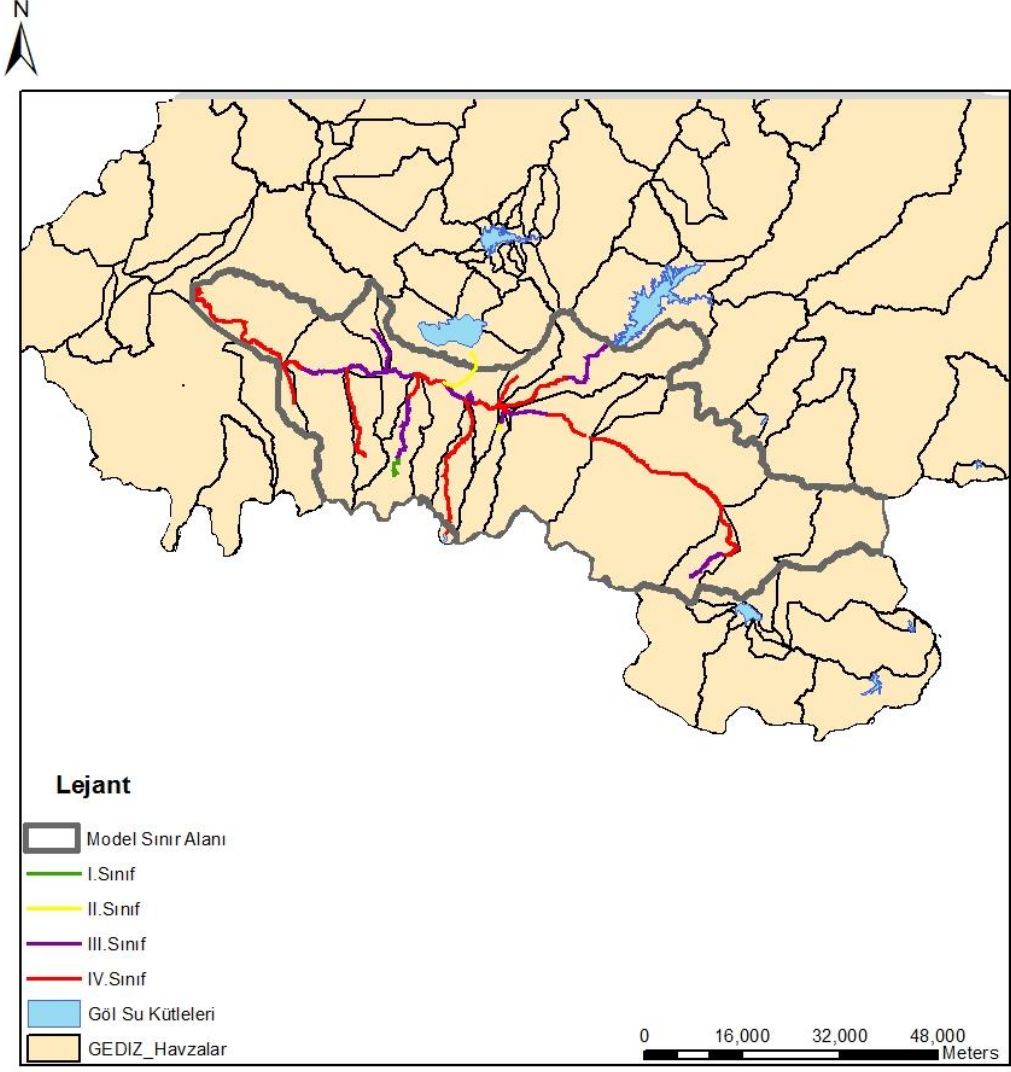 N
Lejant
Model Sınır Alanı
I.Sınıf
II.Sınıf
III.Sınıf
IV.Sınıf
Göl Su Kütleleri
GEDIZ_Havzalar
0 16,000 32,000 48,000
Meters